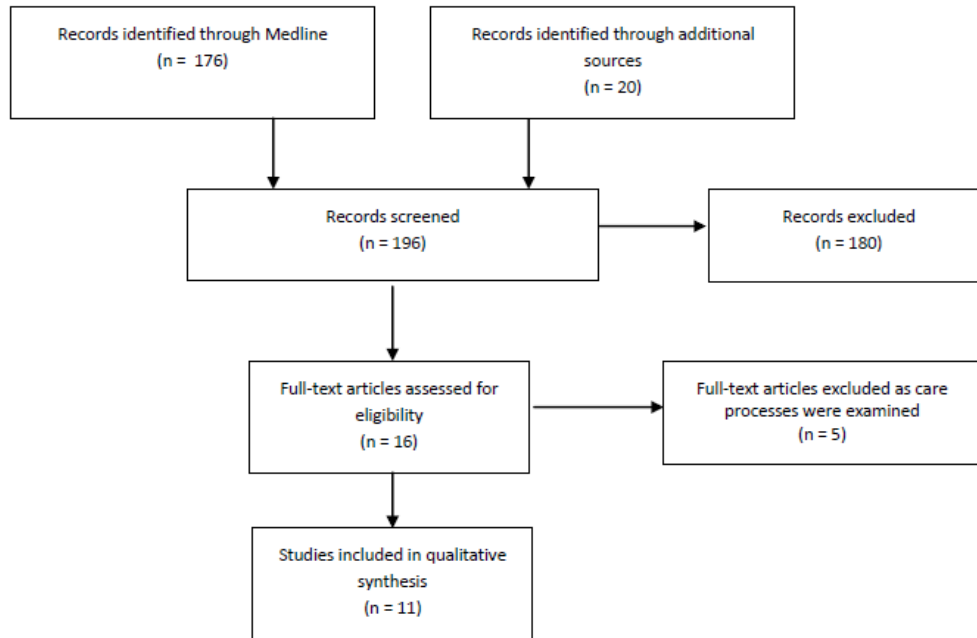 Records identified through Medline
(n = 176)
Records identified through additional
sources
(n = 20)
Records screened
(n = 196)
Records excluded
(n = 180)
Full-text articles assessed for
eligibility
(n = 16)
Full-text articles excluded as care
processes were examined
(n = 5)
Studies included in qualitative
synthesis
(n = 11)